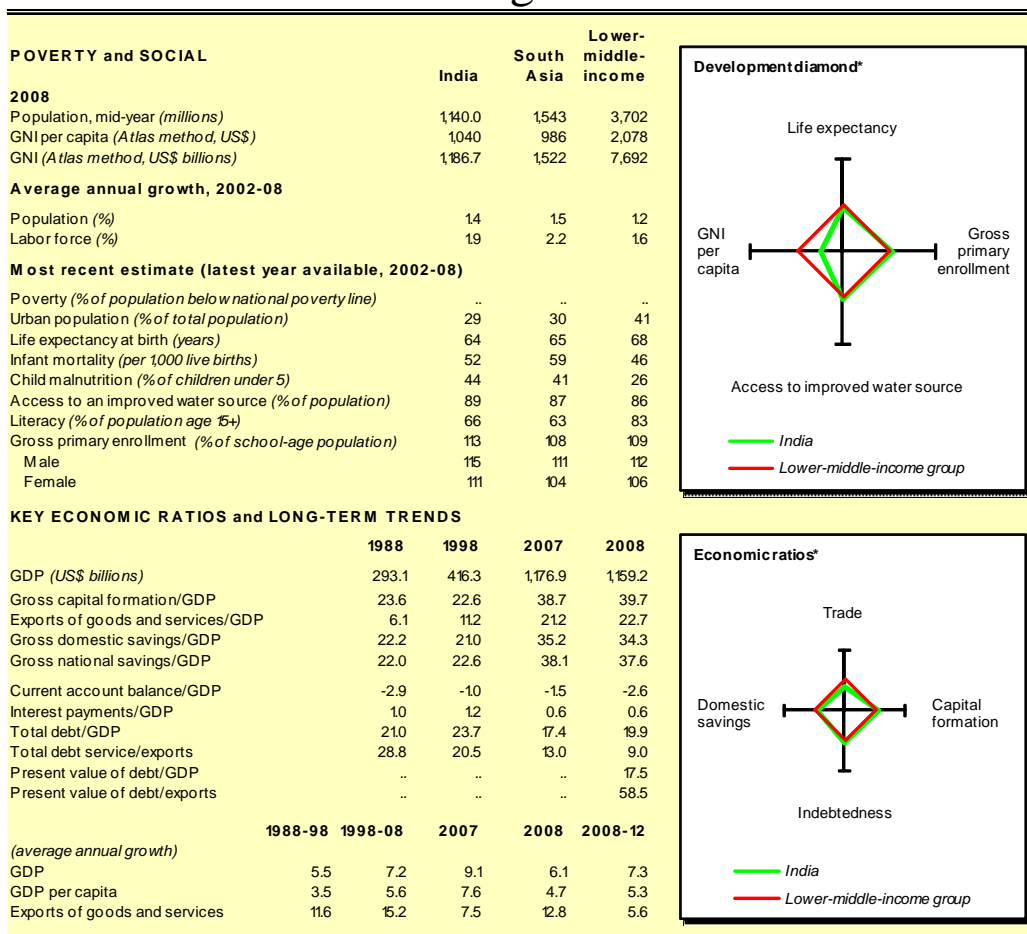 POVERTY and SOCIAL India South Asia Lower-middle-income
2008
Population, mid-year (millions) 1,140.0 1,543 3,702
GNI per capita (Atlas method, US$) 1,040 986 2,078
GNI (Atlas method, US$ billions) 1,186.7 1,522 7,692
Average annual growth, 2002-08
Population (%) 1.4 1.5 1.2
Labor force (%) 1.9 2.2 1.6
Most recent estimate (latest year available, 2002-08)
Poverty (% of population below national poverty line) .. .. ..
Urban population (% of total population) 29 30 41
Life expectancy at birth (years) 64 65 68
Infant mortality (per 1,000 live births) 52 59 46
Child malnutrition (% of children under 5) 44 41 26
Access to an improved water source (% of population) 89 87 86
Literacy (% of population age 15+) 66 63 83
Gross primary enrollment (% of school-age population) 113 108 109
Male 115 111 112
Female 111 104 106
Development diamond*
Life expectancy
GNI
per
capita
Gross
primary
enrollment
Access to improved water source
India
Lower-middle-income group
KEY ECONOMIC RATIOS and LONG-TERM TRENDS
1988 1998 2007 2008
GDP (US$ billions) 293.1 416.3 1,176.9 1,159.2
Gross capital formation/GDP 23.6 22.6 38.7 39.7
Exports of goods and services/GDP 6.1 11.2 21.2 22.7
Gross domestic savings/GDP 22.2 21.0 35.2 34.3
Gross national savings/GDP 22.0 22.6 38.1 37.6
Current account balance/GDP -2.9 -1.0 -1.5 -2.6
Interest payments/GDP 1.0 1.2 0.6 0.6
Total debt/GDP 21.0 23.7 17.4 19.9
Total debt service/exports 28.8 20.5 13.0 9.0
Present value of debt/GDP .. .. .. 17.5
Present value of debt/exports .. .. .. 58.5
1988-98 1998-08 2007 2008 2008-12
(average annual growth)
GDP 5.5 7.2 9.1 6.1 7.3
GDP per capita 3.5 5.6 7.6 4.7 5.3
Exports of goods and services 11.6 15.2 7.5 12.8 5.6
Economic ratios*
Trade
Domestic
savings
Capital
formation
Indebtedness
India
Lower-middle-income group